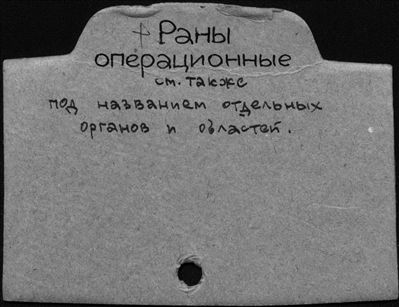 + Раны
операционные
см. также
под названием отдельных
органов и областей.